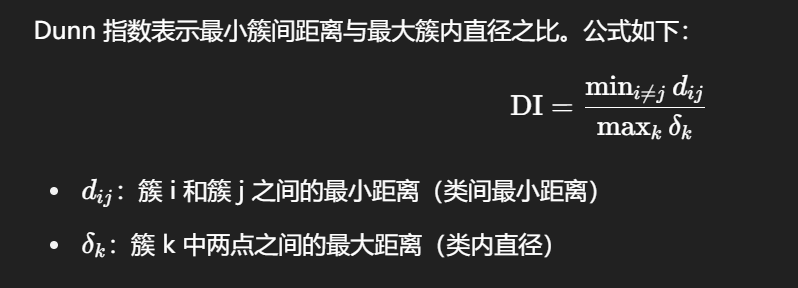 Dunn 指数表示最小簇间距离与最大簇内直径之比。公式如下：
DI = \frac{\min_{i \neq j} d_{ij}}{\max_k \delta_k}
• d_{ij}：簇 i 和簇 j 之间的最小距离（类间最小距离）
• δ_k：簇 k 中两点之间的最大距离（类内直径）